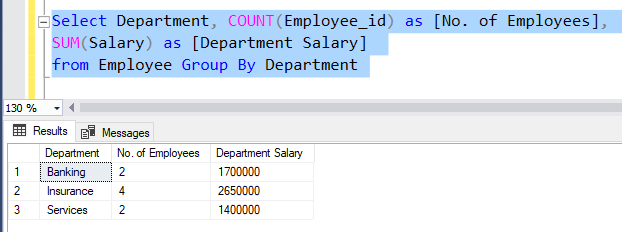 Select Department, COUNT(Employee_id) as [No. of Employees],
SUM(Salary) as [Department Salary]
from Employee Group By Department
130 %
Results Messages
Department No. of Employees Department Salary
1 Banking 2 1700000
2 Insurance 4 2650000
3 Services 2 1400000